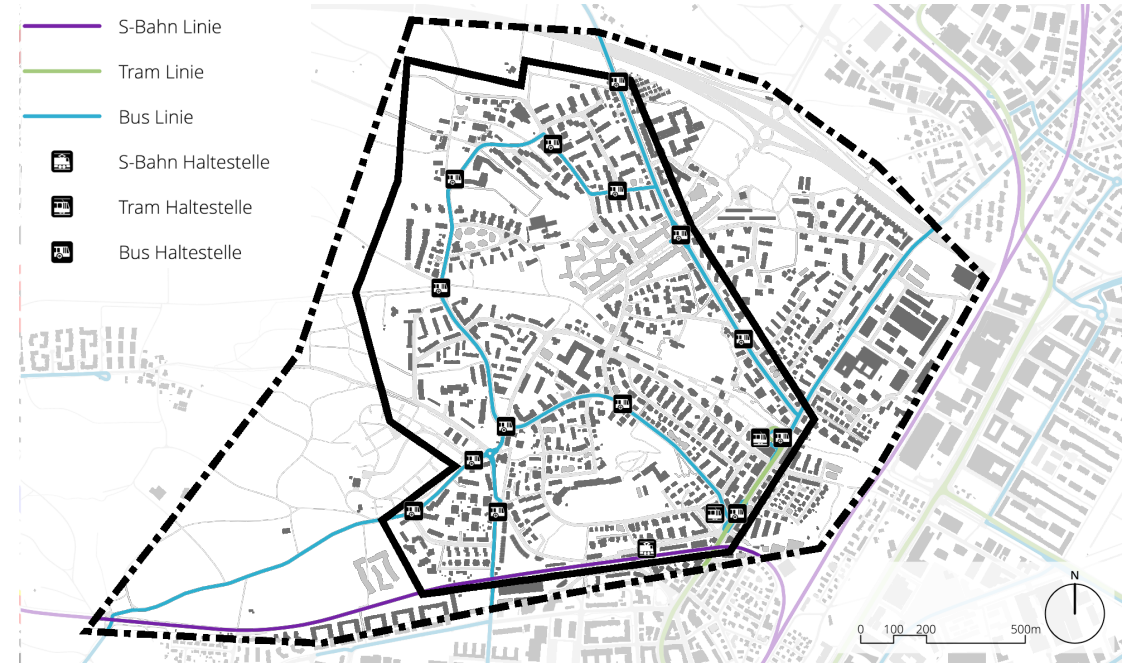 S-Bahn Linie
Tram Linie
Bus Linie
S-Bahn Haltestelle
Tram Haltestelle
Bus Haltestelle
N
0 100 200 500m